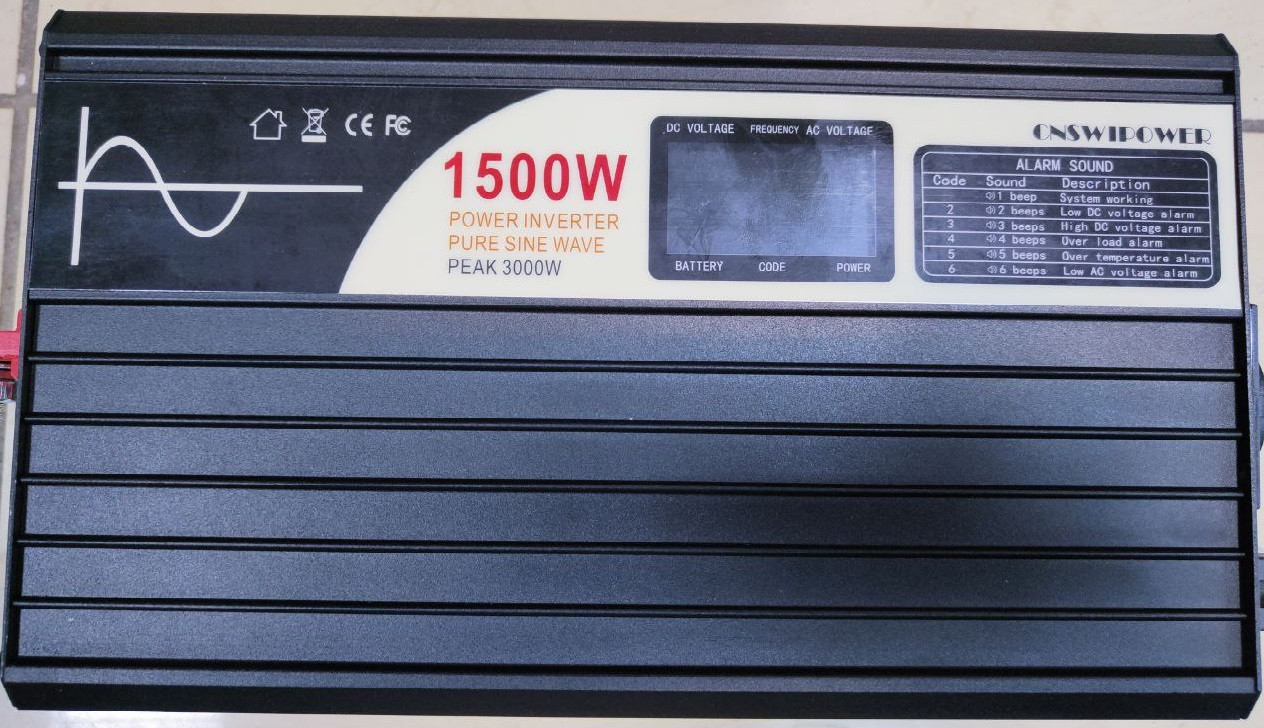 CE FC
1500W
POWER INVERTER
PURE SINE WAVE
PEAK 3000W
DC VOLTAGE FREQUENCY AC VOLTAGE
BATTERY CODE POWER
CNSWIPOWER
ALARM SOUND
Code Sound Description
1 beep System working
2 2 beeps Low DC voltage alarm
3 3 beeps High DC voltage alarm
4 4 beeps Over load alarm
5 5 beeps Over temperature alarm
6 6 beeps Low AC voltage alarm